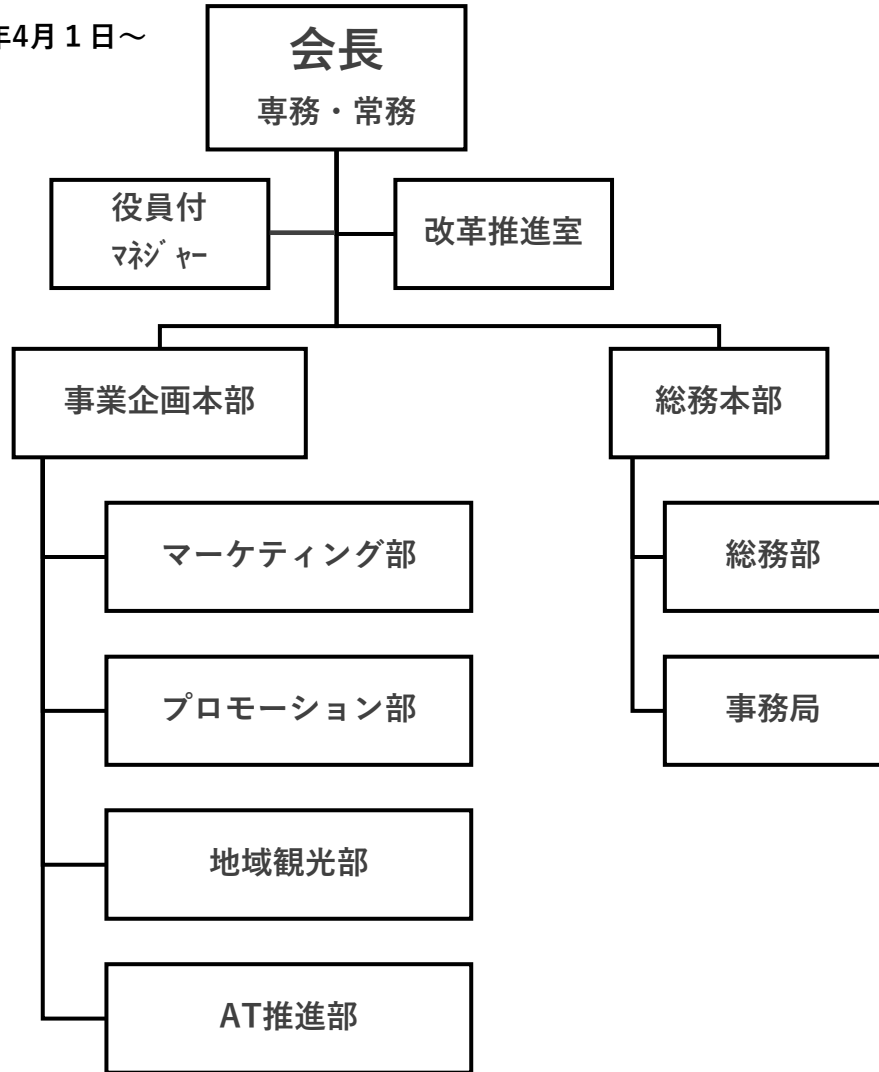 年4月１日～
会長
専務・常務
役員付
ﾏﾈｼﾞｬｰ
改革推進室
事業企画本部
総務本部
マーケティング部
総務部
プロモーション部
事務局
地域観光部
AT推進部